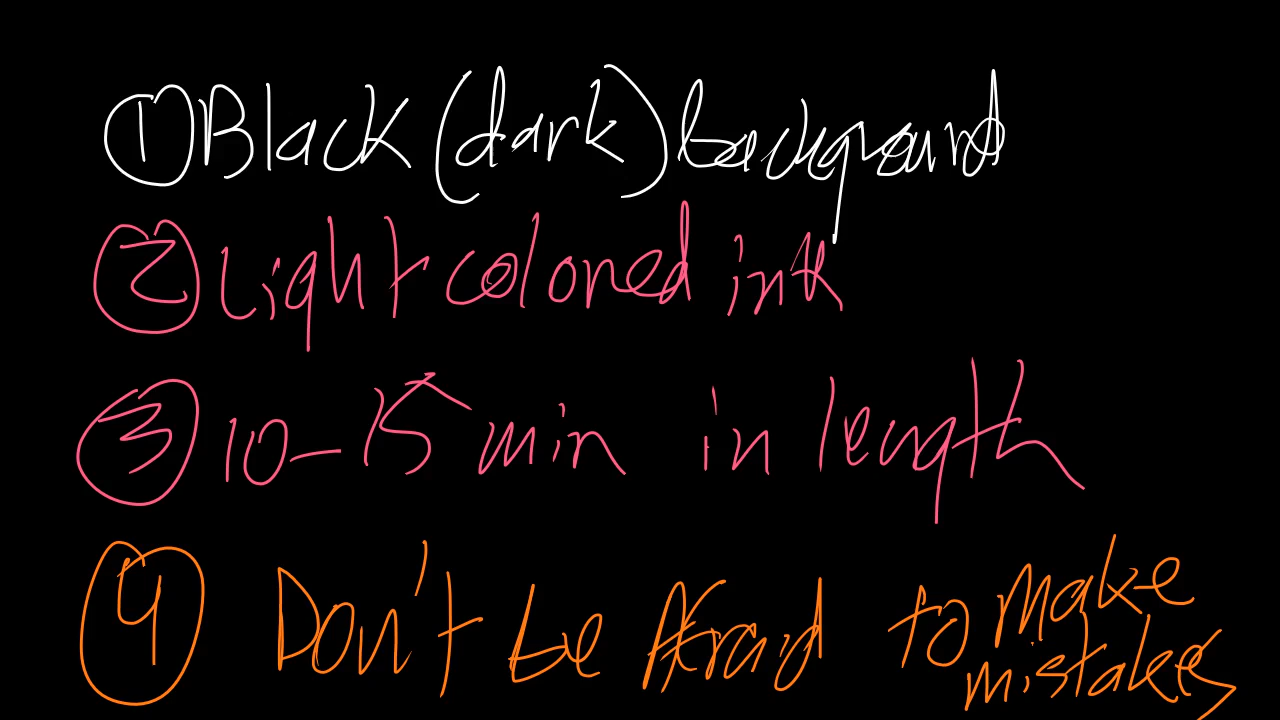 ① Black (dark) background
② Light colored ink
③ 10-15 min in length
④ Don't be Afraid to make
mistakes